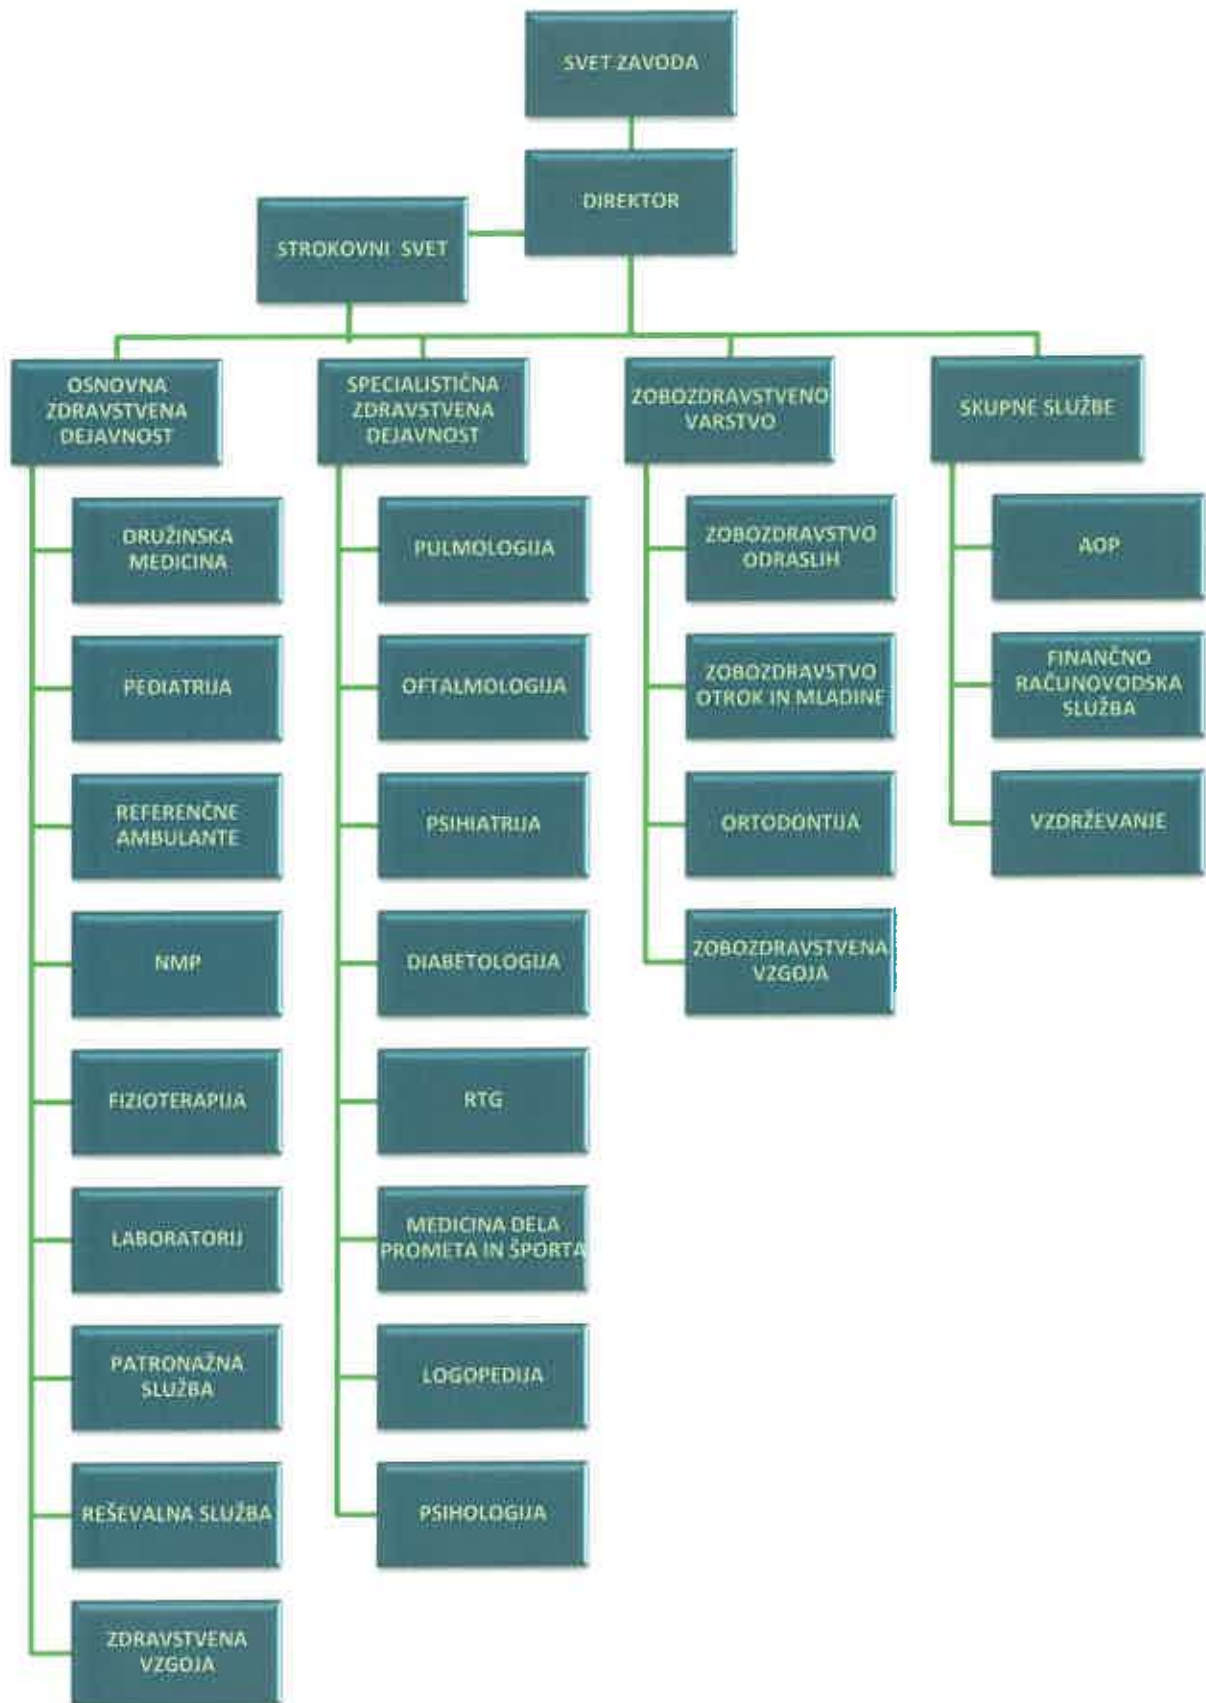 SVET ZAVODA
DIREKTOR
STROKOVNI SVET
OSNOVNA
ZDRAVSTVENA
DEJAVNOST
DRUŽINSKA
MEDICINA
PEDIATRIJA
REFERENČNE
AMBULANTE
NMP
FIZIOTERAPIJA
LABORATORIJ
PATRONAŽNA
SLUŽBA
REŠEVALNA SLUŽBA
ZDRAVSTVENA
VZGOJA
SPECIALISTIČNA
ZDRAVSTVENA
DEJAVNOST
PULMOLOGIJA
OFTALMOLOGIJA
PSIHIATRIJA
DIABETOLOGIJA
RTG
MEDICINA DELA
PROMETA IN ŠPORTA
LOGOPEDIJA
PSIHOLOGIJA
ZOBOZDRAVSTVENO
VARSTVO
ZOBOZDRAVSTVO
ODRASLIH
ZOBOZDRAVSTVO
OTROK IN MLADINE
ORTODONTIJA
ZOBOZDRAVSTVENA
VZGOJA
SKUPNE SLUŽBE
AOP
FINANČNO
RAČUNOVODSKA
SLUŽBA
VZDRŽEVANJE